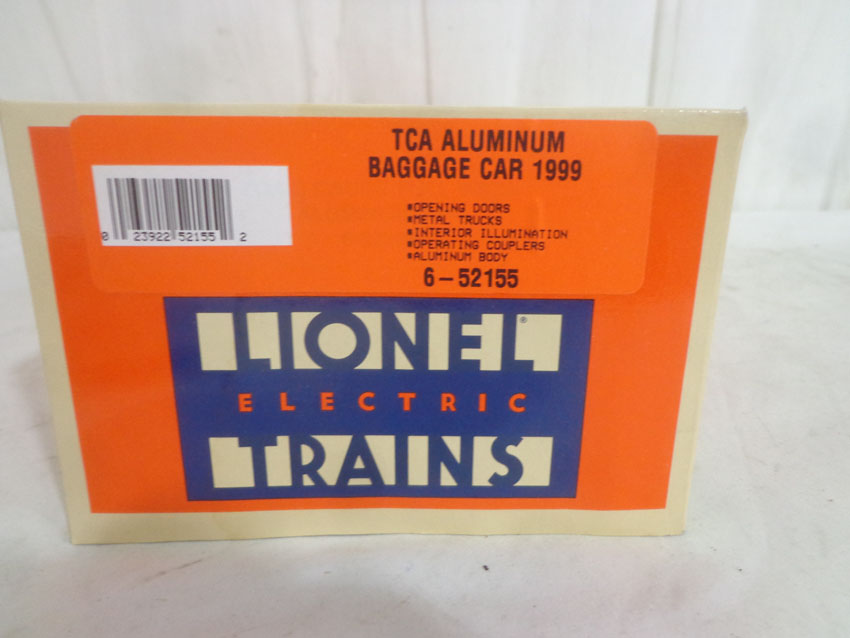 TCA ALUMINUM
BAGGAGE CAR 1999
*OPENING DOORS
*METAL TRUCKS
*INTERIOR ILLUMINATION
*OPERATING COUPLERS
*ALUMINUM BODY
6-52155
0 23922 52155 2
LIONEL®
ELECTRIC
TRAINS